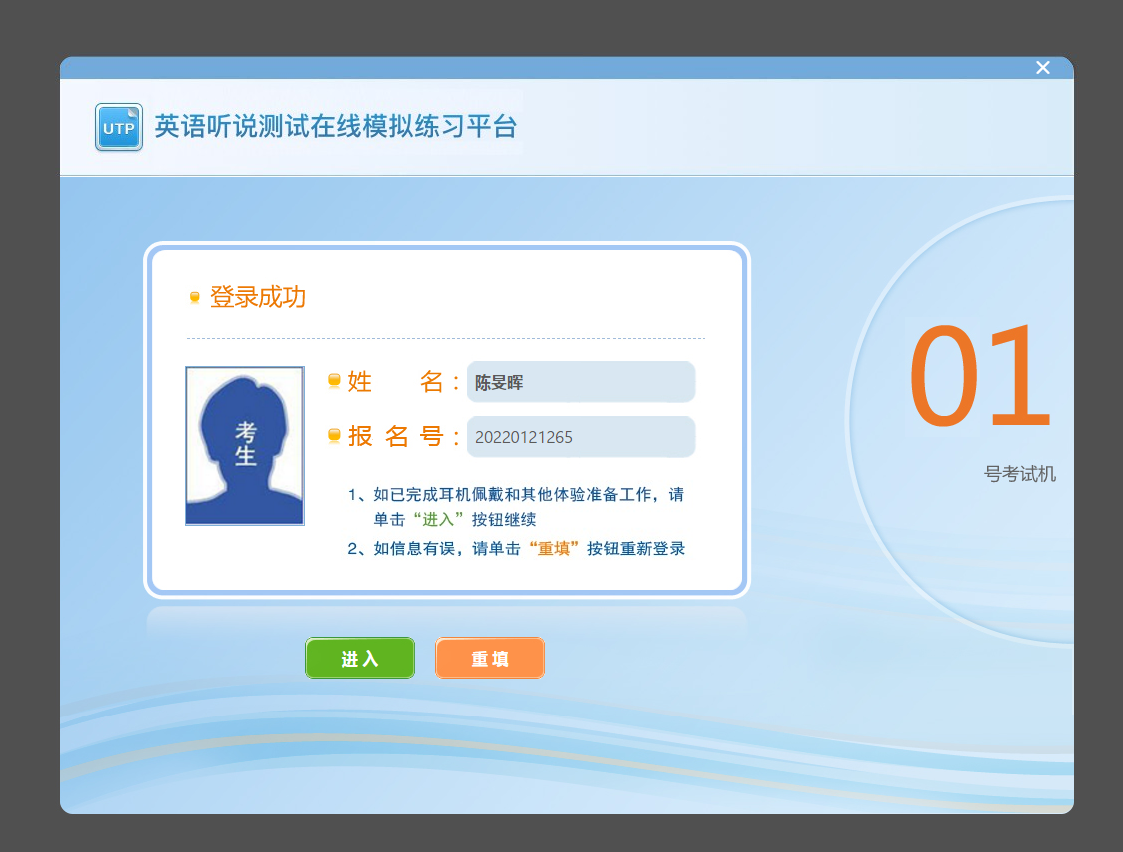 UTP 英语听说测试在线模拟练习平台
登录成功
考生
姓 名：陈旻晖
报 名 号：20220121265
1、如已完成耳机佩戴和其他体验准备工作，请
单击“进入”按钮继续
2、如信息有误，请单击“重填”按钮重新登录
进入 重填
01
号考试机